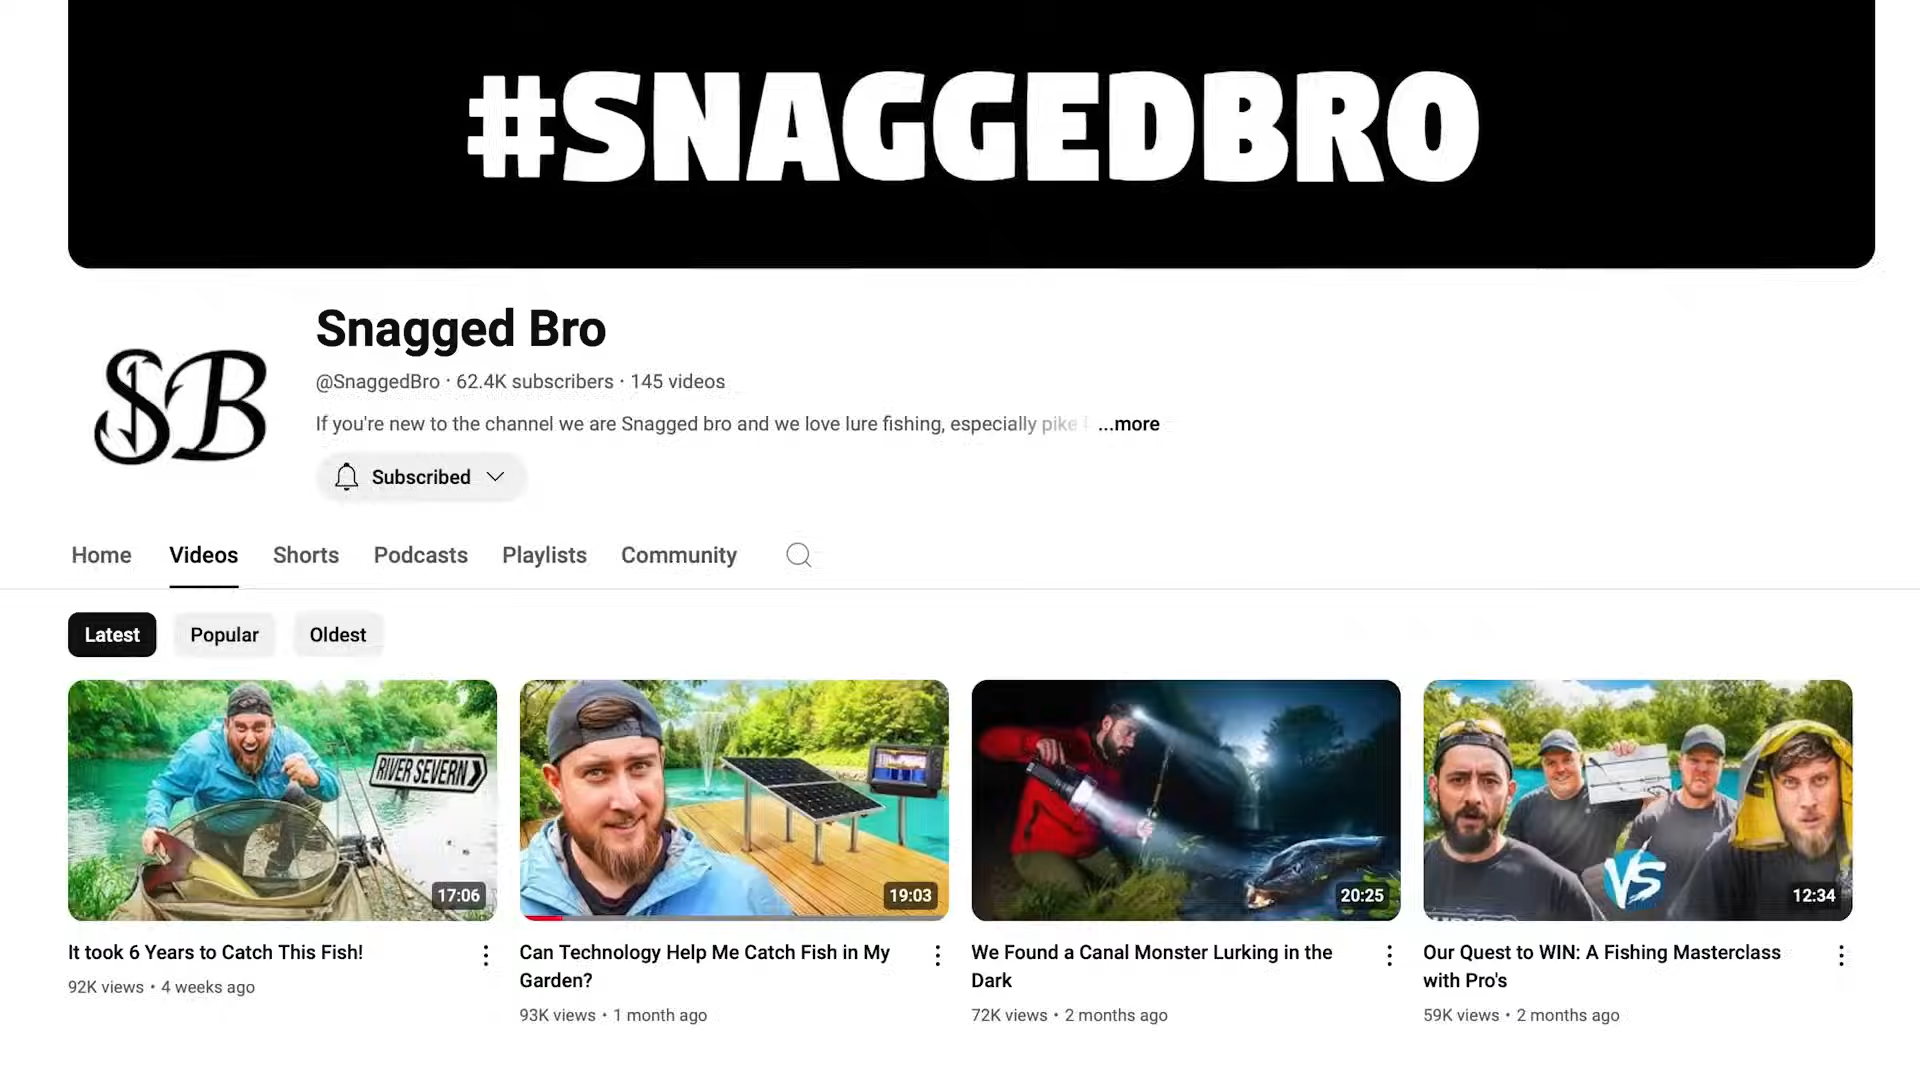 #SNAGGEDBRO
SB
Snagged Bro
@SnaggedBro · 62.4K subscribers · 145 videos
If you're new to the channel we are Snagged bro and we love lure fishing, especially pike ...more
Subscribed
Home Videos Shorts Podcasts Playlists Community
Latest Popular Oldest
RIVER SEVERN
17:06
19:03
20:25
VS
12:34
It took 6 Years to Catch This Fish!
92K views • 4 weeks ago
Can Technology Help Me Catch Fish in My
Garden?
93K views • 1 month ago
We Found a Canal Monster Lurking in the
Dark
72K views • 2 months ago
Our Quest to WIN: A Fishing Masterclass
with Pro's
59K views • 2 months ago